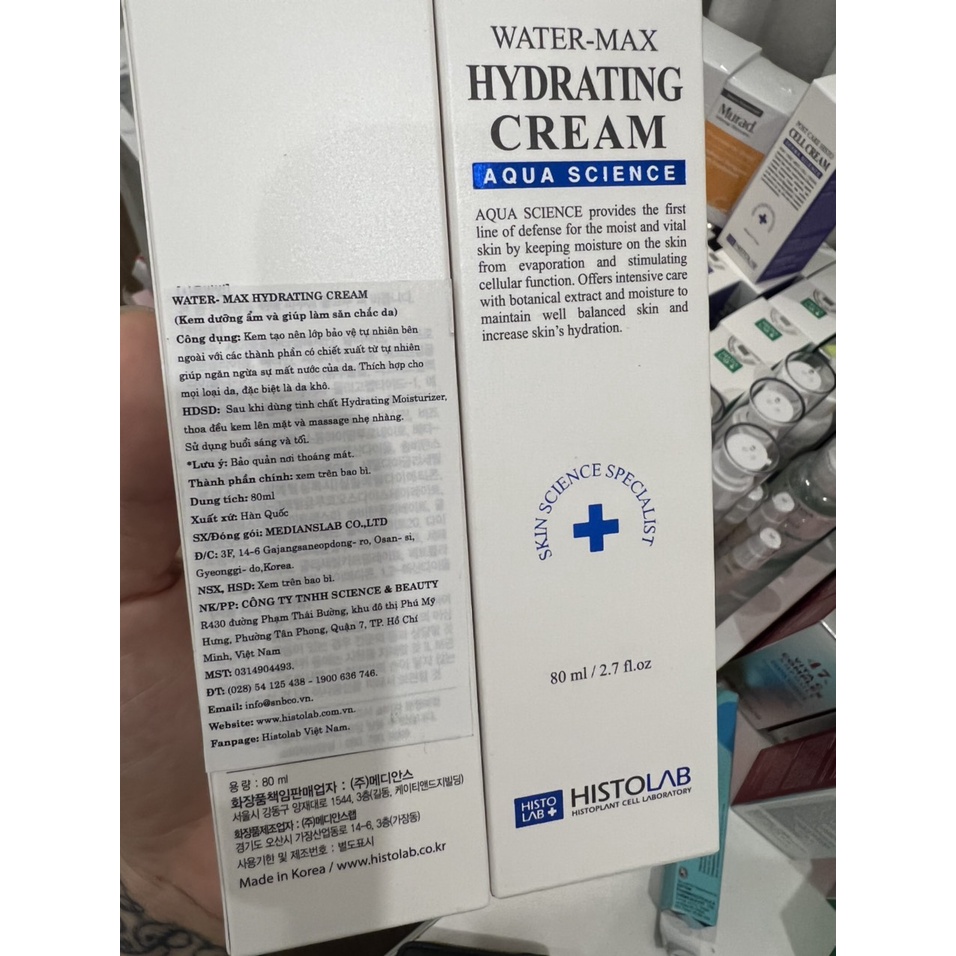 WATER-MAX
HYDRATING
CREAM
AQUA SCIENCE
AQUA SCIENCE provides the first
line of defense for the moist and vital
skin by keeping moisture on the skin
from evaporation and stimulating
cellular function. Offers intensive care
with botanical extract and moisture to
maintain well balanced skin and
increase skin's hydration.
SKIN SCIENCE SPECIALIST
80 ml / 2.7 fl.oz
HISTO
LAB
HISTOLAB
HISTOPLANT CELL LABORATORY
WATER- MAX HYDRATING CREAM
(Kem dưỡng ẩm và giúp làm săn chắc da)
Công dụng: Kem tạo nên lớp bảo vệ tự nhiên bên
ngoài với các thành phần có chiết xuất từ tự nhiên
giúp ngăn ngừa sự mất nước của da. Thích hợp cho
mọi loại da, đặc biệt là da khô.
HDSD: Sau khi dùng tinh chất Hydrating Moisturizer,
thoa đều kem lên mặt và massage nhẹ nhàng.
Sử dụng buổi sáng và tối.
*Lưu ý: Bảo quản nơi thoáng mát.
Thành phần chính: xem trên bao bì.
Dung tích: 80ml
Xuất xứ: Hàn Quốc
SX/Đóng gói: MEDIANSLAB CO.,LTD
Đ/C: 3F, 14-6 Gajangsaneopdong- ro, Osan- si,
Gyeonggi- do,Korea.
NSX, HSD: Xem trên bao bì.
NK/PP: CÔNG TY TNHH SCIENCE & BEAUTY
R430 đường Phạm Thái Bường, khu đô thị Phú Mỹ
Hưng, Phường Tân Phong, Quận 7, TP. Hồ Chí
Minh, Việt Nam
MST: 0314904493.
ĐT: (028) 54 125 438 - 1900 636 746.
Email: info@snbco.vn.
Website: www.histolab.com.vn.
Fanpage: Histolab Việt Nam.
용량 : 80 ml
화장품책임판매업자 : (주)메디안스
서울시 강동구 양재대로 1544, 3층(길동, 케이티앤드지빌딩)
화장품제조업자 : (주)메디안스랩
경기도 오산시 가장산업동로 14-6, 3층(가장동)
사용기한 및 제조번호 : 별도표시
Made in Korea / www.histolab.co.kr
Murad.
CELL CREAM
HISTOLAB